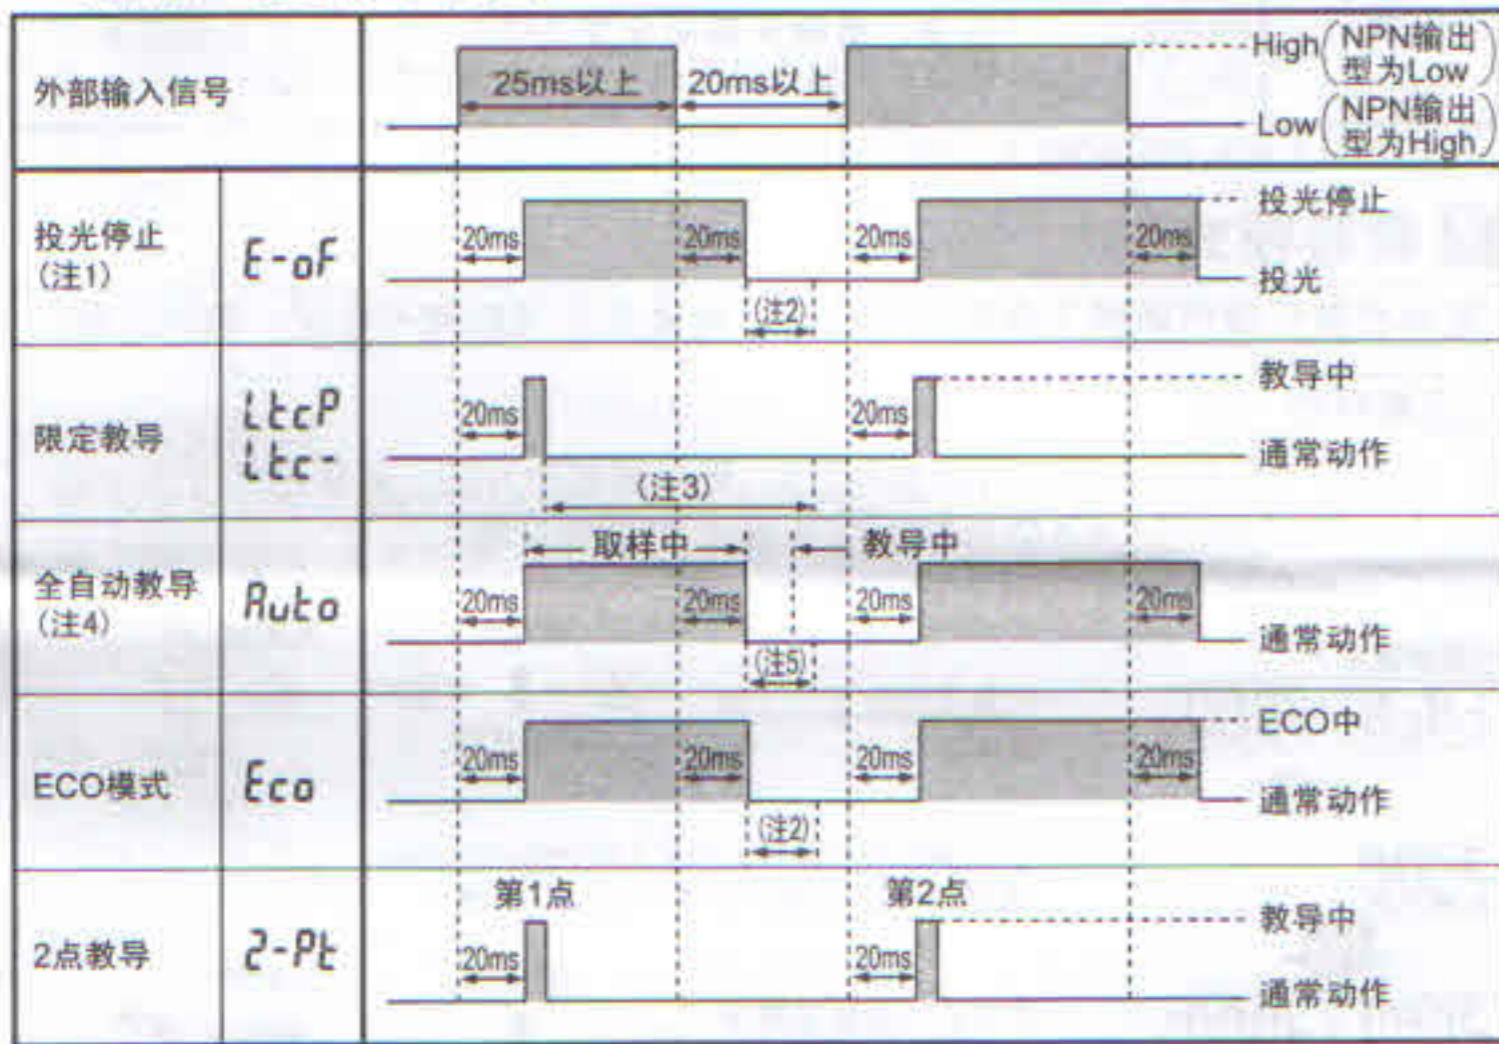 外部输入信号
25ms以上
20ms以上
High(NPN输出
型为Low)
Low(NPN输出
型为High)
投光停止
(注1)
E-oF
20ms
20ms
20ms
20ms
投光停止
投光
(注2)
限定教导
LtcP
Ltc-
20ms
20ms
教导中
通常动作
(注3)
全自动教导
(注4)
Auto
取样中
教导中
20ms
20ms
20ms
20ms
通常动作
(注5)
ECO模式
Eco
20ms
20ms
20ms
20ms
ECO中
通常动作
(注2)
2点教导
2-Pt
第1点
第2点
20ms
20ms
教导中
通常动作